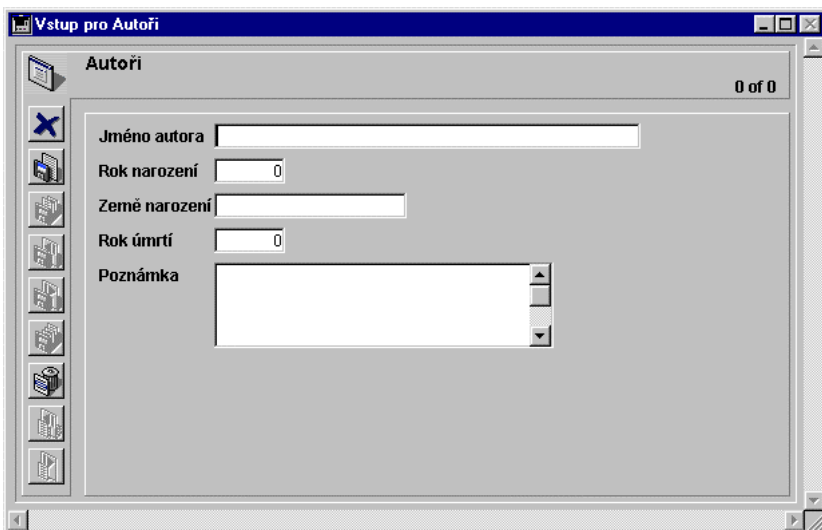 Vstup pro Autoři
Autoři
0 of 0
Jméno autora
Rok narození 0
Země narození
Rok úmrtí 0
Poznámka